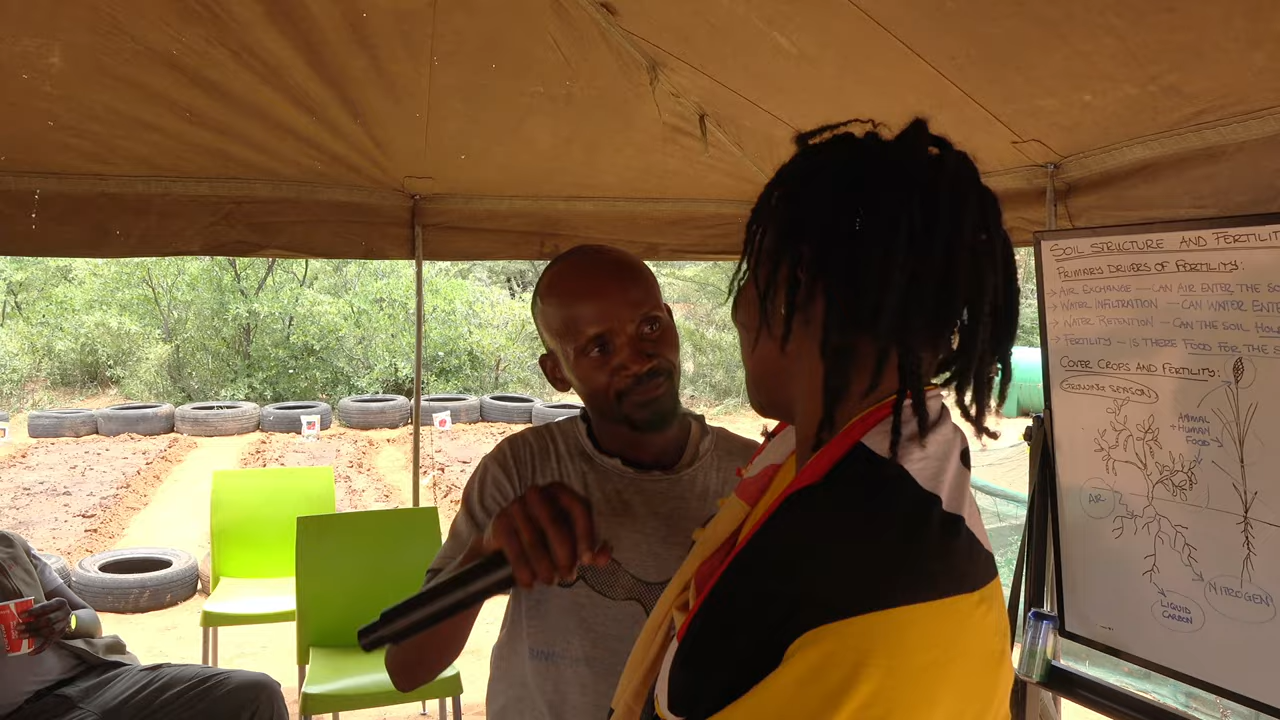 SOIL STRUCTURE AND FERTILIT
PRIMARY DRIVERS OF FERTILITY:
→ AIR EXCHANGE — CAN AIR ENTER THE SO
→ WATER INFILTRATION — CAN WATER ENTE
→ WATER RETENTION — CAN THE SOIL HOL
→ FERTILITY — IS THERE FOOD FOR THE S
COVER CROPS AND FERTILITY:
GROWING SEASON
ANIMAL
+ HUMAN
FOOD
AIR
NITROGEN
LIQUID
CARBON